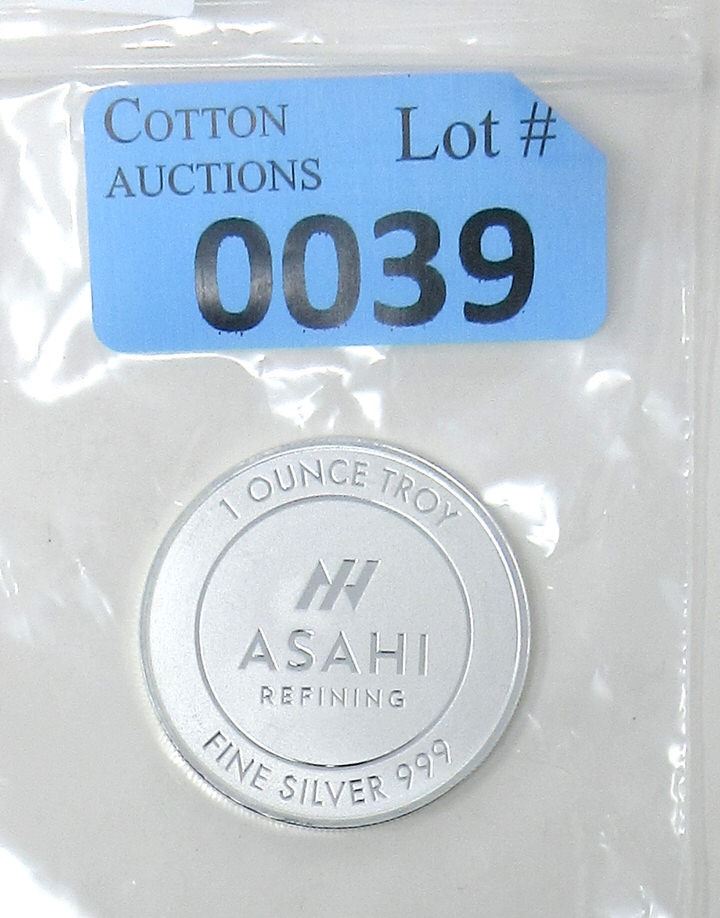 COTTON AUCTIONS
Lot #
0039
1 OUNCE TROY
ASAHI
REFINING
FINE SILVER 999